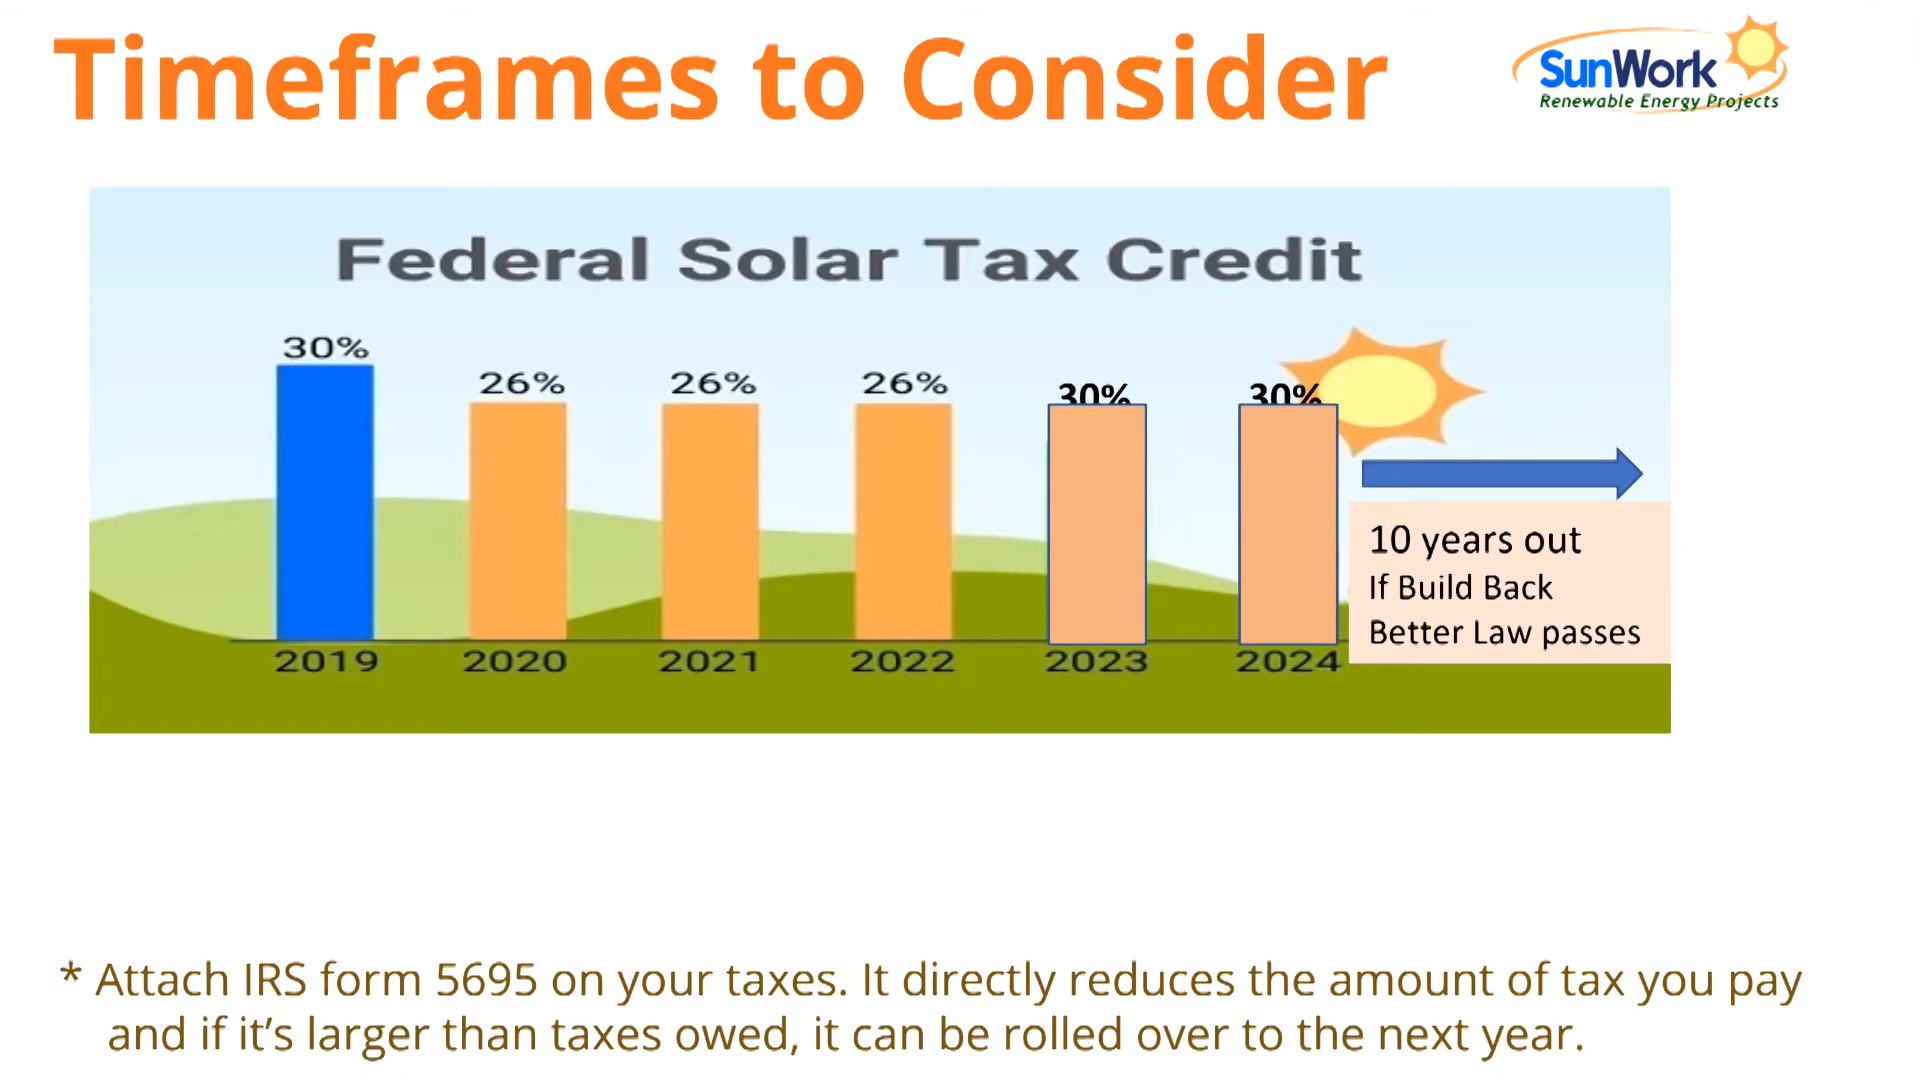 Timeframes to Consider
SunWork
Renewable Energy Projects
Federal Solar Tax Credit
30%
26%
26%
26%
30%
30%
10 years out
If Build Back
Better Law passes
2019
2020
2021
2022
2023
2024
* Attach IRS form 5695 on your taxes. It directly reduces the amount of tax you pay
and if it’s larger than taxes owed, it can be rolled over to the next year.